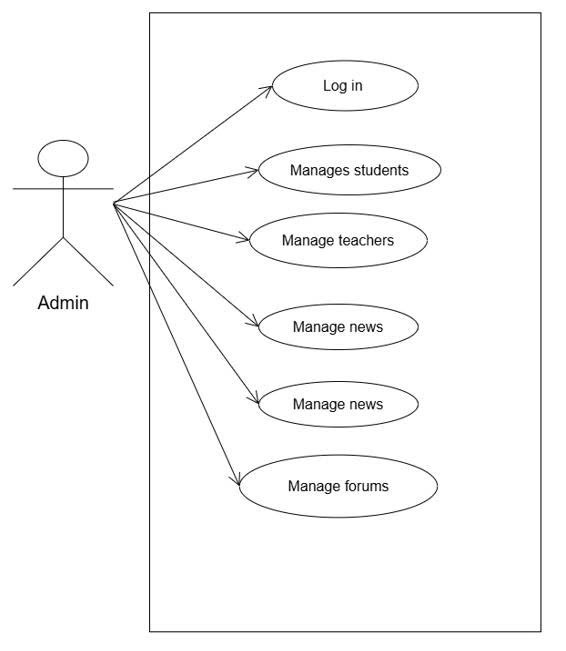 Log in
Manages students
Manage teachers
Admin
Manage news
Manage news
Manage forums